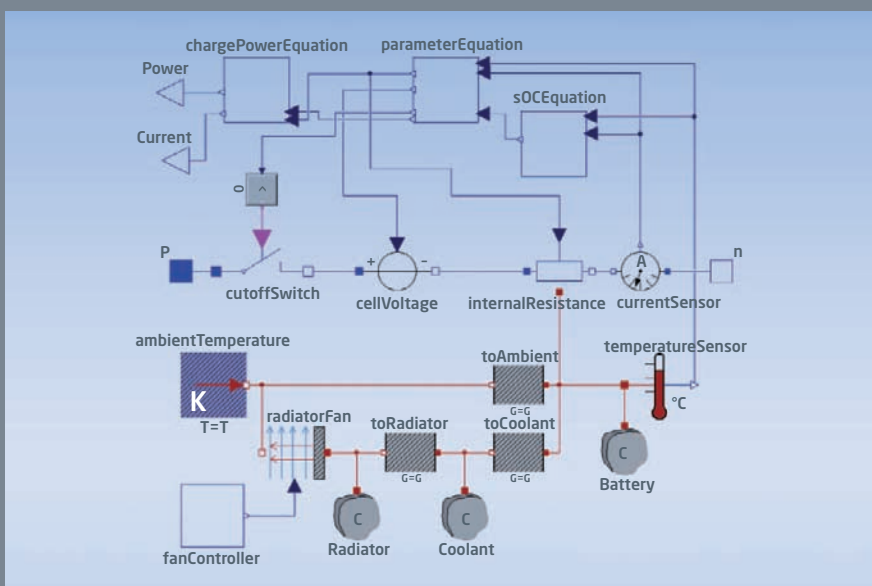 chargePowerEquation
parameterEquation
Power
sOCEquation
Current
0
^
P
+
-
A
n
cutoffSwitch
cellVoltage
internalResistance
currentSensor
ambientTemperature
toAmbient
temperatureSensor
K
°C
T=T
G=G
radiatorFan
toRadiator
toCoolant
G=G
G=G
C
Battery
C
C
fanController
Radiator
Coolant